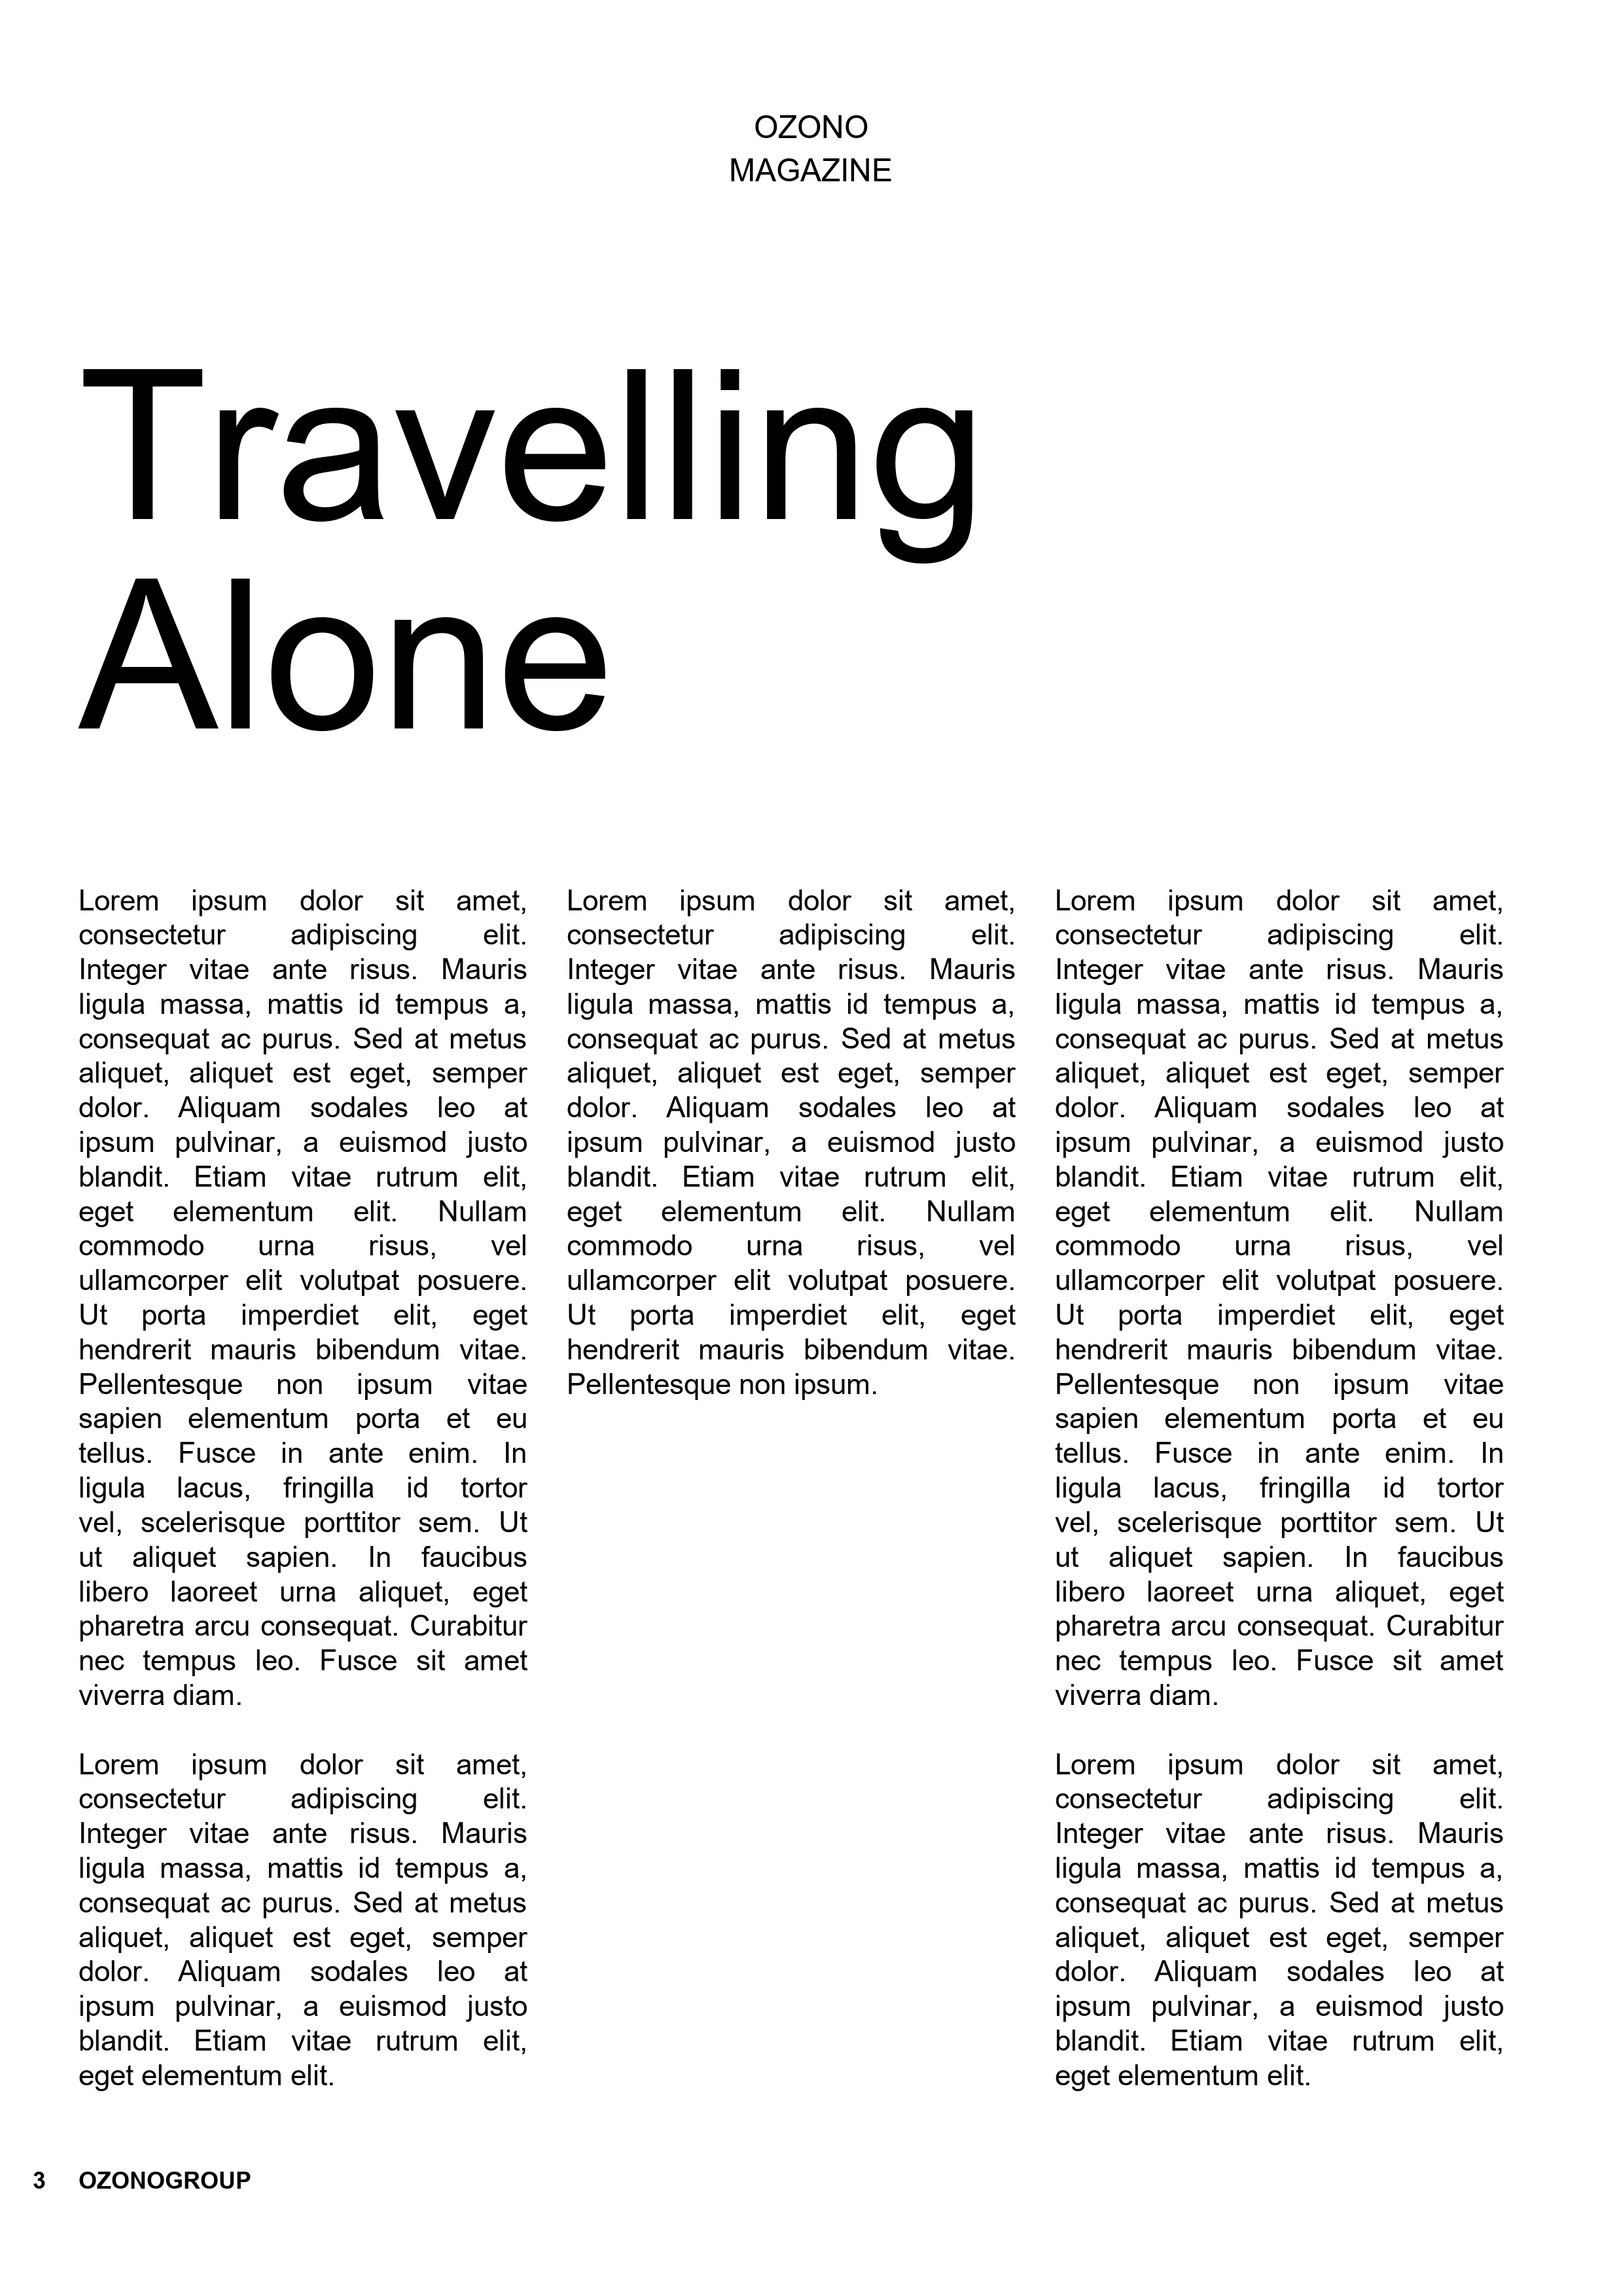 OZONO
MAGAZINE
Travelling
Alone
Lorem ipsum dolor sit amet,
consectetur adipiscing elit.
Integer vitae ante risus. Mauris
ligula massa, mattis id tempus a,
consequat ac purus. Sed at metus
aliquet, aliquet est eget, semper
dolor. Aliquam sodales leo at
ipsum pulvinar, a euismod justo
blandit. Etiam vitae rutrum elit,
eget elementum elit. Nullam
commodo urna risus, vel
ullamcorper elit volutpat posuere.
Ut porta imperdiet elit, eget
hendrerit mauris bibendum vitae.
Pellentesque non ipsum vitae
sapien elementum porta et eu
tellus. Fusce in ante enim. In
ligula lacus, fringilla id tortor
vel, scelerisque porttitor sem. Ut
ut aliquet sapien. In faucibus
libero laoreet urna aliquet, eget
pharetra arcu consequat. Curabitur
nec tempus leo. Fusce sit amet
viverra diam.
Lorem ipsum dolor sit amet,
consectetur adipiscing elit.
Integer vitae ante risus. Mauris
ligula massa, mattis id tempus a,
consequat ac purus. Sed at metus
aliquet, aliquet est eget, semper
dolor. Aliquam sodales leo at
ipsum pulvinar, a euismod justo
blandit. Etiam vitae rutrum elit,
eget elementum elit.
Lorem ipsum dolor sit amet,
consectetur adipiscing elit.
Integer vitae ante risus. Mauris
ligula massa, mattis id tempus a,
consequat ac purus. Sed at metus
aliquet, aliquet est eget, semper
dolor. Aliquam sodales leo at
ipsum pulvinar, a euismod justo
blandit. Etiam vitae rutrum elit,
eget elementum elit. Nullam
commodo urna risus, vel
ullamcorper elit volutpat posuere.
Ut porta imperdiet elit, eget
hendrerit mauris bibendum vitae.
Pellentesque non ipsum.
Lorem ipsum dolor sit amet,
consectetur adipiscing elit.
Integer vitae ante risus. Mauris
ligula massa, mattis id tempus a,
consequat ac purus. Sed at metus
aliquet, aliquet est eget, semper
dolor. Aliquam sodales leo at
ipsum pulvinar, a euismod justo
blandit. Etiam vitae rutrum elit,
eget elementum elit. Nullam
commodo urna risus, vel
ullamcorper elit volutpat posuere.
Ut porta imperdiet elit, eget
hendrerit mauris bibendum vitae.
Pellentesque non ipsum vitae
sapien elementum porta et eu
tellus. Fusce in ante enim. In
ligula lacus, fringilla id tortor
vel, scelerisque porttitor sem. Ut
ut aliquet sapien. In faucibus
libero laoreet urna aliquet, eget
pharetra arcu consequat. Curabitur
nec tempus leo. Fusce sit amet
viverra diam.
Lorem ipsum dolor sit amet,
consectetur adipiscing elit.
Integer vitae ante risus. Mauris
ligula massa, mattis id tempus a,
consequat ac purus. Sed at metus
aliquet, aliquet est eget, semper
dolor. Aliquam sodales leo at
ipsum pulvinar, a euismod justo
blandit. Etiam vitae rutrum elit,
eget elementum elit.
3 OZONOGROUP